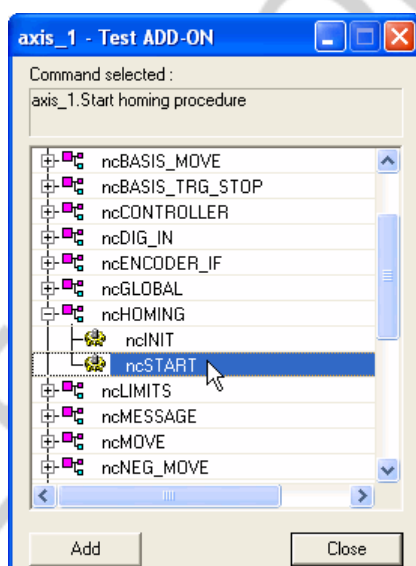 axis_1 - Test ADD-ON
Command selected :
axis_1.Start homing procedure
ncBASIS_MOVE
ncBASIS_TRG_STOP
ncCONTROLLER
ncDIG_IN
ncENCODER_IF
ncGLOBAL
ncHOMING
ncINIT
ncSTART
ncLIMITS
ncMESSAGE
ncMOVE
ncNEG_MOVE
Add Close